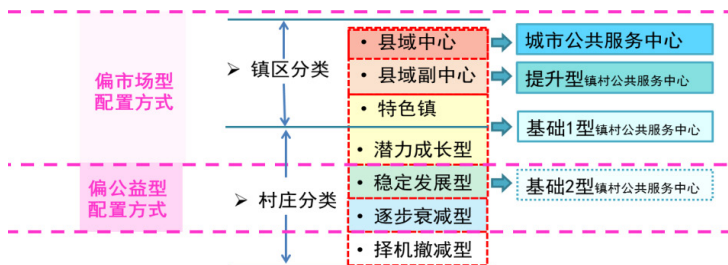 偏市场型
配置方式
偏公益型
配置方式
➢ 镇区分类
➢ 村庄分类
• 县域中心
• 县域副中心
• 特色镇
• 潜力成长型
• 稳定发展型
• 逐步衰减型
• 择机撤减型
城市公共服务中心
提升型镇村公共服务中心
基础1型镇村公共服务中心
基础2型镇村公共服务中心